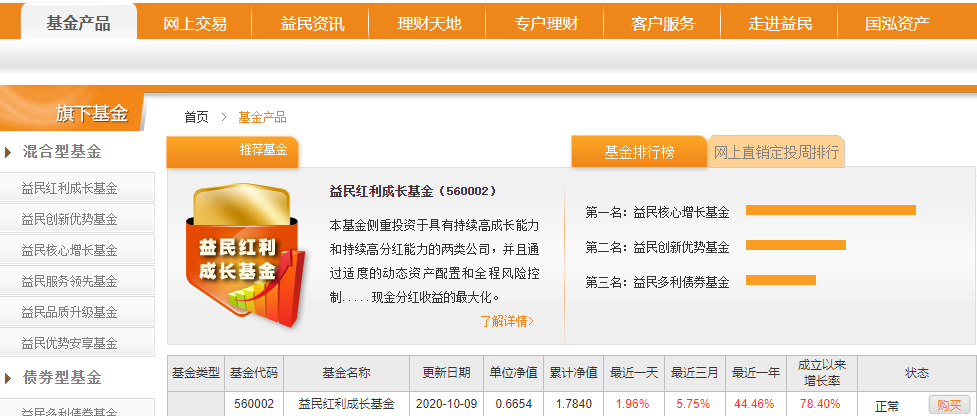 基金产品 网上交易 益民资讯 理财天地 专户理财 客户服务 走进益民 国泓资产
旗下基金
首页 > 基金产品
混合型基金
益民红利成长基金
益民创新优势基金
益民核心增长基金
益民服务领先基金
益民品质升级基金
益民优势安享基金
债券型基金
益民多利债券基金
推荐基金
益民红利
成长基金
益民红利成长基金（560002）
本基金侧重投资于具有持续高成长能力
和持续高分红能力的两类公司，并且通
过适度的动态资产配置和全程风险控
制.....现金分红收益的最大化。
了解详情>
基金排行榜 网上直销定投周排行
第一名：益民核心增长基金
第二名：益民创新优势基金
第三名：益民多利债券基金
基金类型 基金代码 基金名称 更新日期 单位净值 累计净值 最近一天 最近三月 最近一年 成立以来增长率 状态
560002 益民红利成长基金 2020-10-09 0.6654 1.7840 1.96% 5.75% 44.46% 78.40% 正常 购买